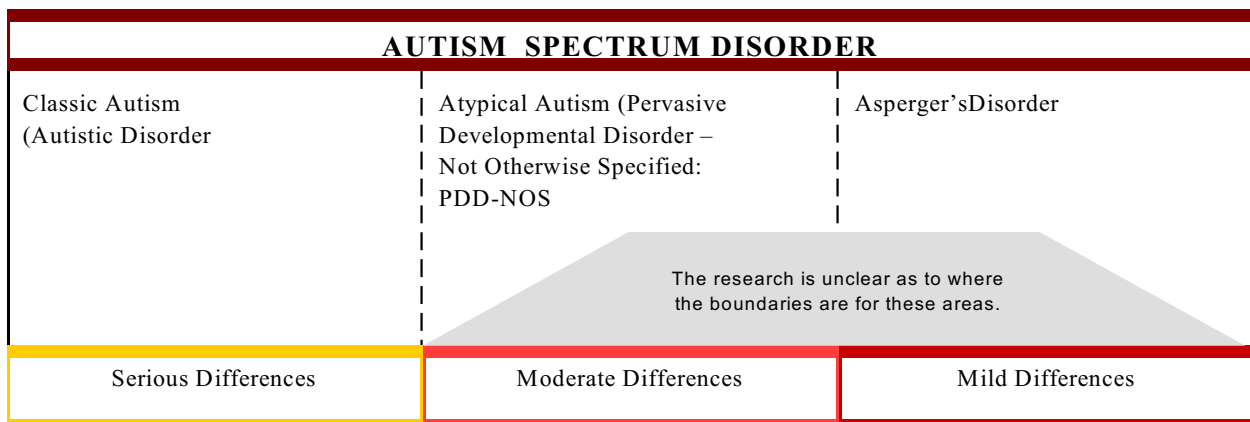 AUTISM SPECTRUM DISORDER
Classic Autism
(Autistic Disorder
Atypical Autism (Pervasive
Developmental Disorder –
Not Otherwise Specified:
PDD-NOS
Asperger’sDisorder
The research is unclear as to where
the boundaries are for these areas.
Serious Differences
Moderate Differences
Mild Differences